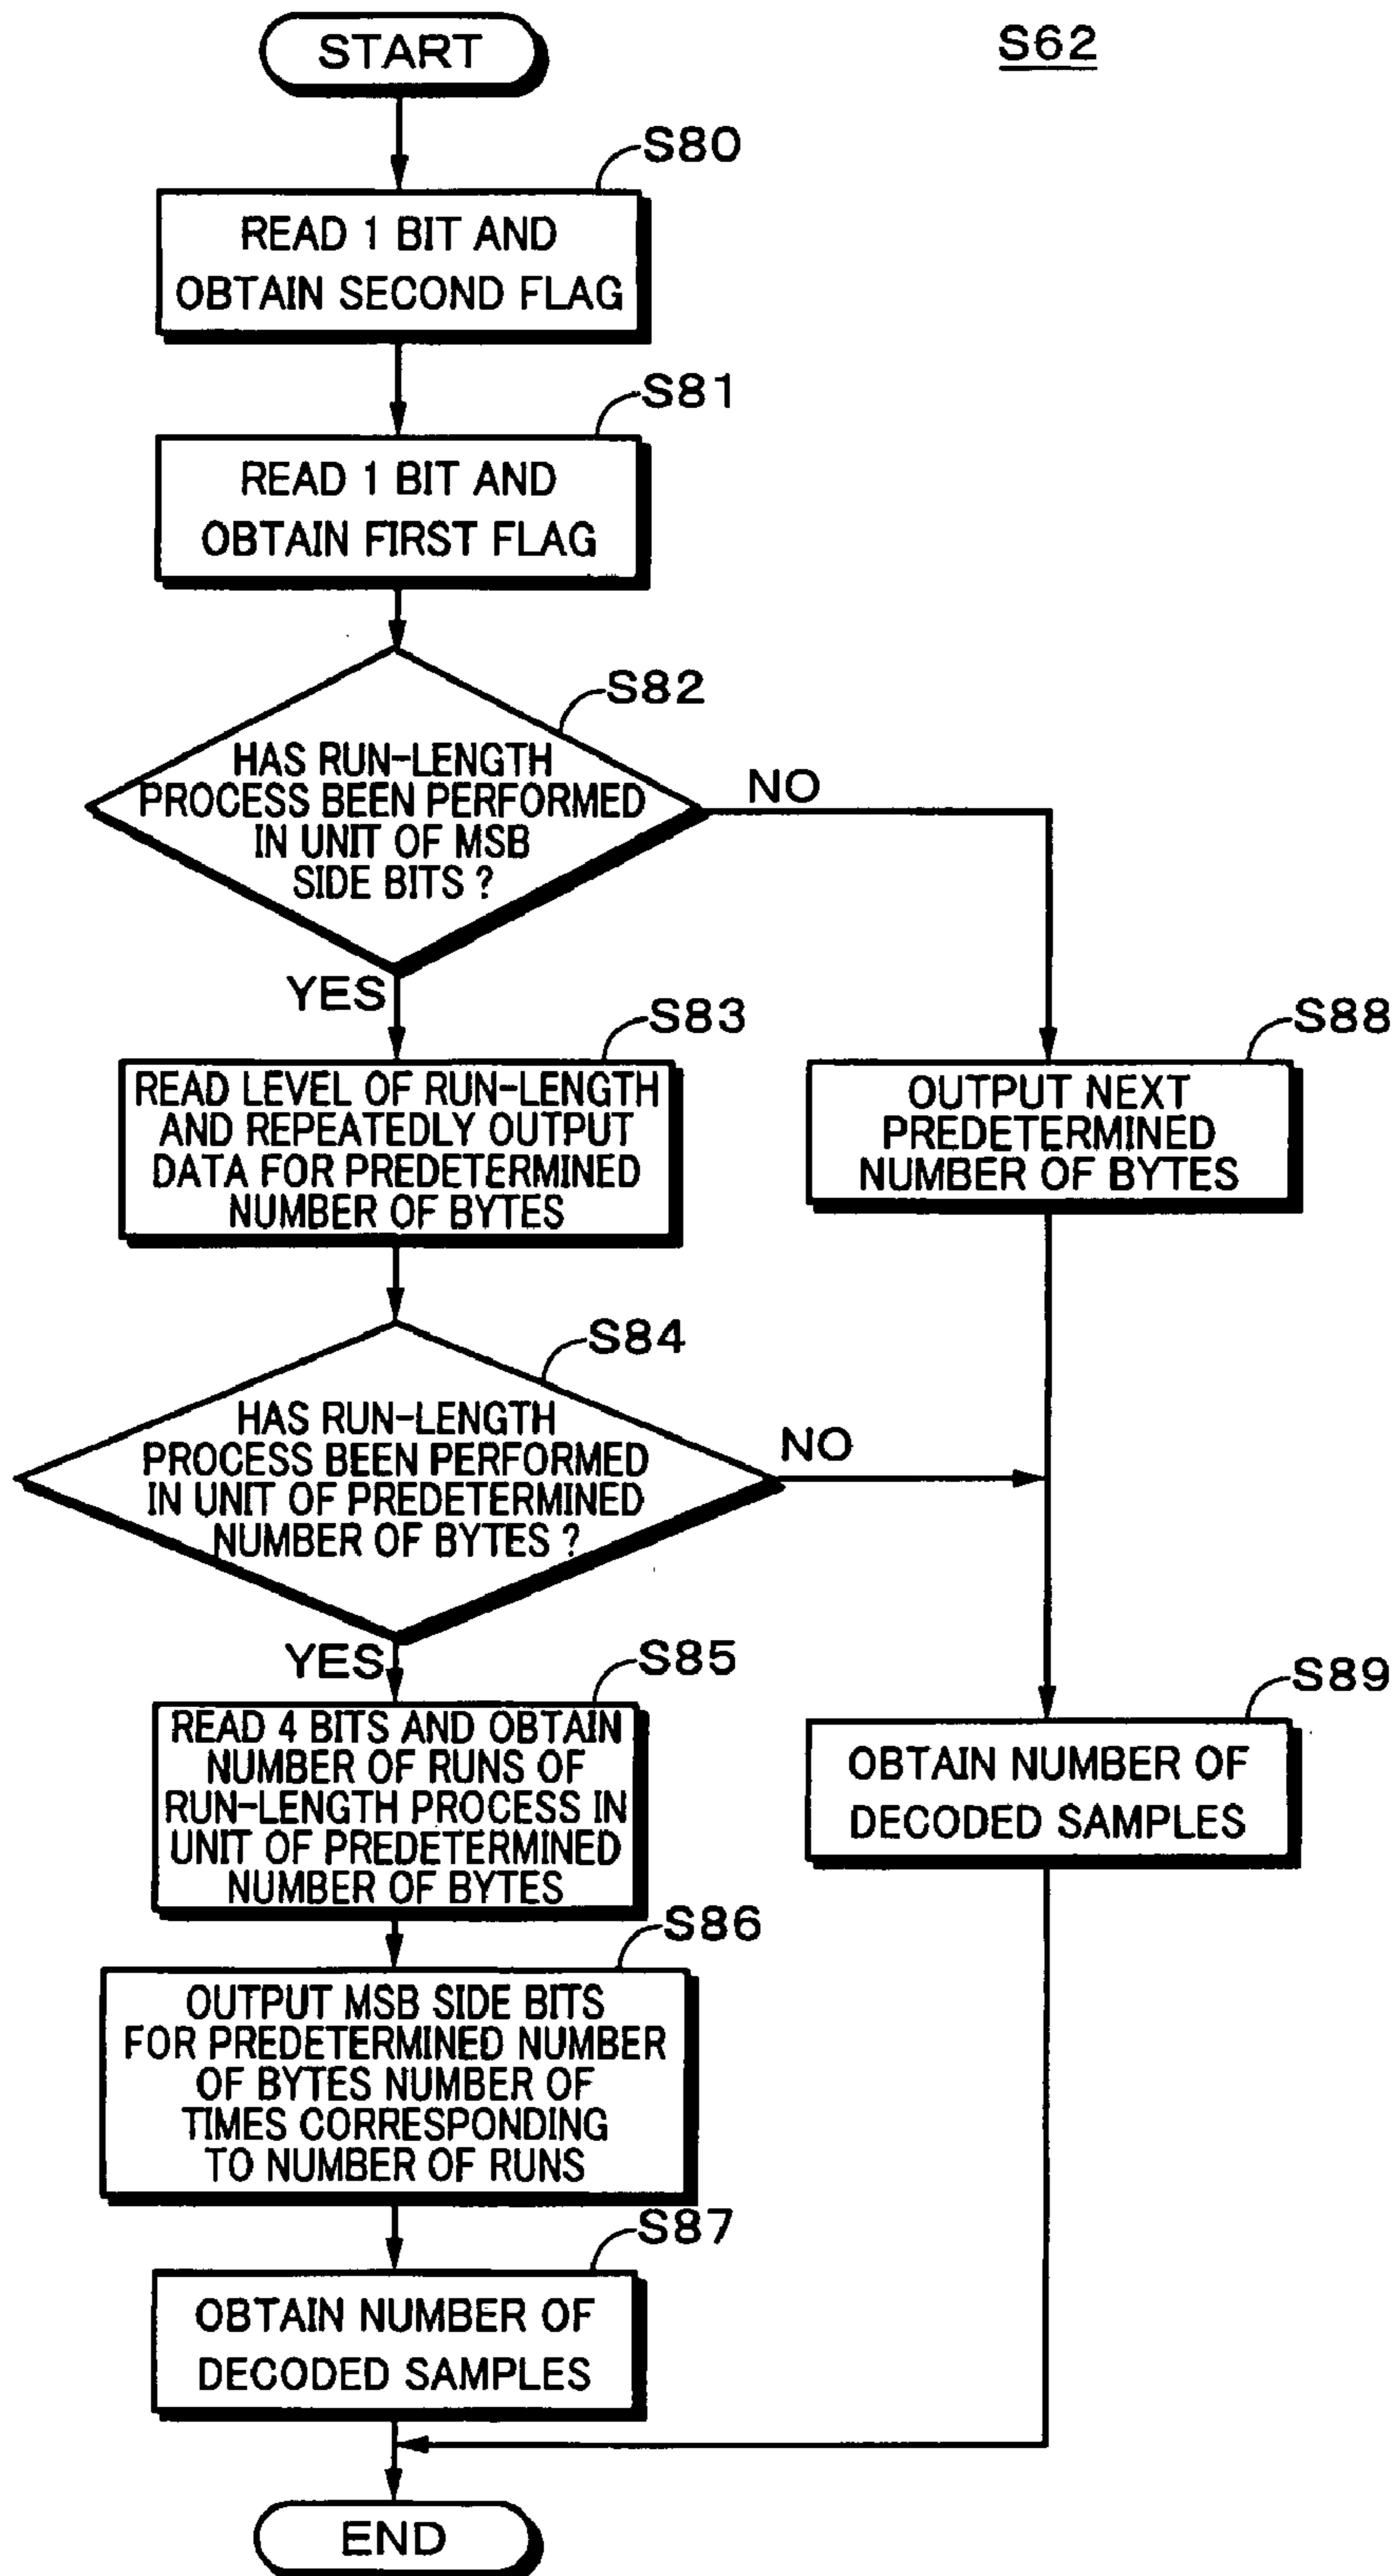 START
S62
S80
READ 1 BIT AND
OBTAIN SECOND FLAG
S81
READ 1 BIT AND
OBTAIN FIRST FLAG
S82
HAS RUN-LENGTH
PROCESS BEEN PERFORMED
IN UNIT OF MSB
SIDE BITS ?
NO
YES
S83
READ LEVEL OF RUN-LENGTH
AND REPEATEDLY OUTPUT
DATA FOR PREDETERMINED
NUMBER OF BYTES
S88
OUTPUT NEXT
PREDETERMINED
NUMBER OF BYTES
S84
HAS RUN-LENGTH
PROCESS BEEN PERFORMED
IN UNIT OF PREDETERMINED
NUMBER OF BYTES ?
NO
YES
S85
READ 4 BITS AND OBTAIN
NUMBER OF RUNS OF
RUN-LENGTH PROCESS IN
UNIT OF PREDETERMINED
NUMBER OF BYTES
S89
OBTAIN NUMBER OF
DECODED SAMPLES
S86
OUTPUT MSB SIDE BITS
FOR PREDETERMINED NUMBER
OF BYTES NUMBER OF
TIMES CORRESPONDING
TO NUMBER OF RUNS
S87
OBTAIN NUMBER OF
DECODED SAMPLES
END